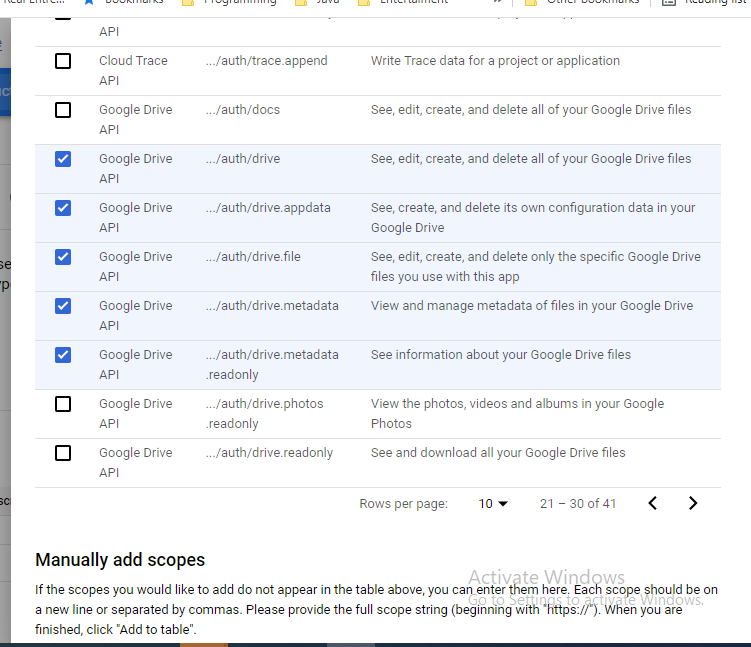 Bookmarks Programming Java Entertainment Other bookmarks Reading list
API
Cloud Trace API .../auth/trace.append Write Trace data for a project or application
Google Drive API .../auth/docs See, edit, create, and delete all of your Google Drive files
Google Drive API .../auth/drive See, edit, create, and delete all of your Google Drive files
Google Drive API .../auth/drive.appdata See, create, and delete its own configuration data in your Google Drive
Google Drive API .../auth/drive.file See, edit, create, and delete only the specific Google Drive files you use with this app
Google Drive API .../auth/drive.metadata View and manage metadata of files in your Google Drive
Google Drive API .../auth/drive.metadata.readonly See information about your Google Drive files
Google Drive API .../auth/drive.photos.readonly View the photos, videos and albums in your Google Photos
Google Drive API .../auth/drive.readonly See and download all your Google Drive files
Rows per page: 10 21 – 30 of 41
Manually add scopes
If the scopes you would like to add do not appear in the table above, you can enter them here. Each scope should be on
a new line or separated by commas. Please provide the full scope string (beginning with "https://"). When you are
finished, click "Add to table".
Activate Windows
Go to Settings to activate Windows.